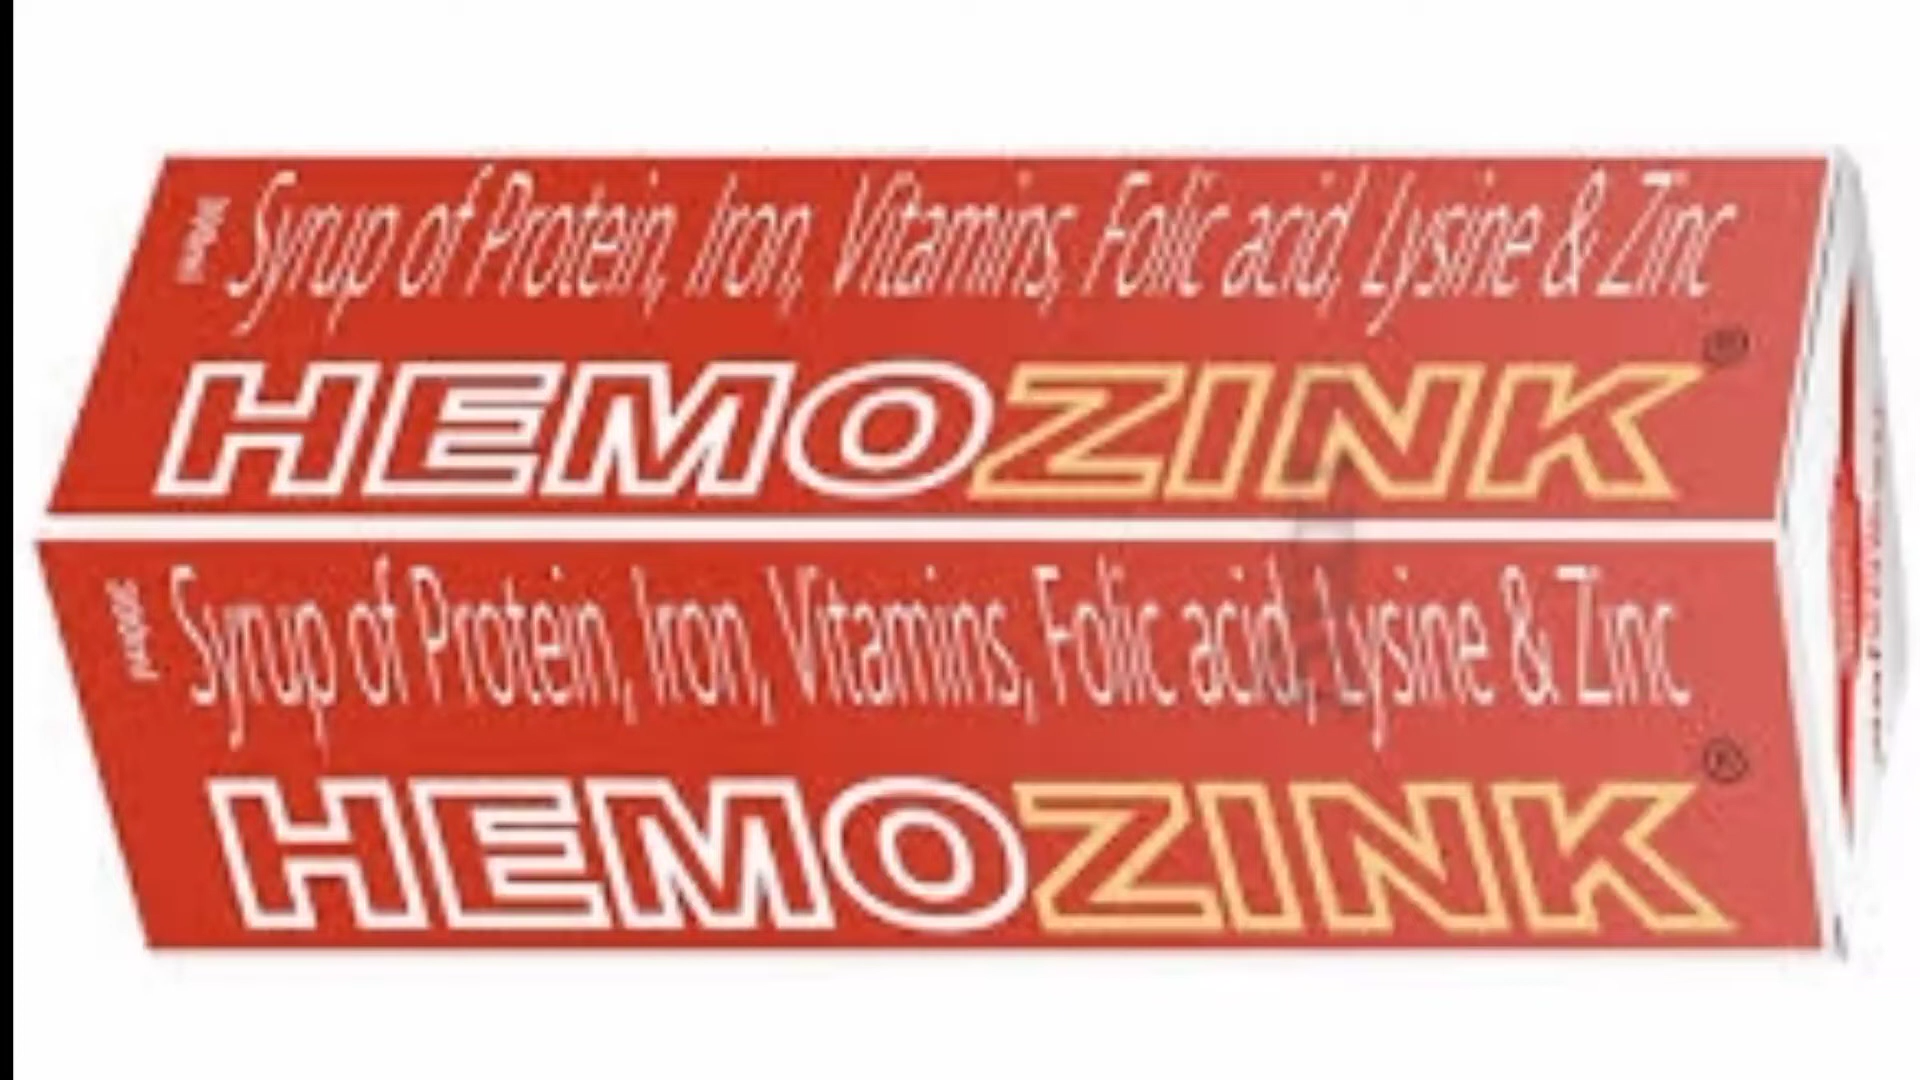 Syrup of Protein, Iron, Vitamins, Folic acid, Lysine & Zinc
HEMOZINK®
200ml
Syrup of Protein, Iron, Vitamins, Folic acid, Lysine & Zinc
HEMOZINK®